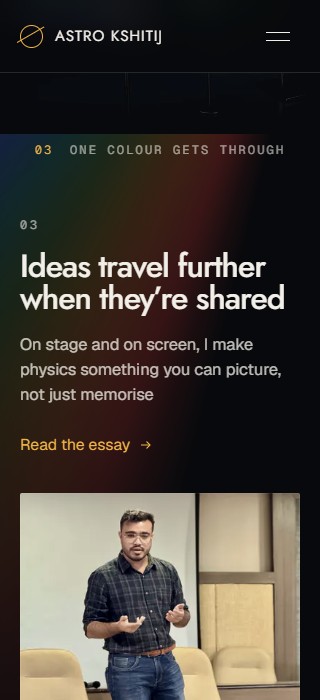 ASTRO KSHITIJ
03 ONE COLOUR GETS THROUGH
03
Ideas travel further
when they’re shared
On stage and on screen, I make
physics something you can picture,
not just memorise
Read the essay →